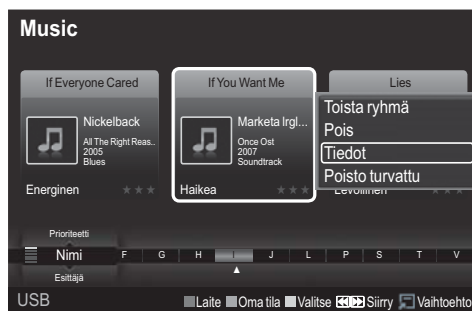 Music
If Everyone Cared
If You Want Me
Lies
Nickelback
All The Right Reas..
2005
Blues
Marketa Irgl...
Once Ost
2007
Soundtrack
Toista ryhmä
Pois
Tiedot
Poisto turvattu
Energinen ★★★
Haikea ★★★
Prioriteetti
Nimi F G H I J L P S T V
Esittäjä
USB Laite Oma tila Valitse Siirry Vaihtoehto